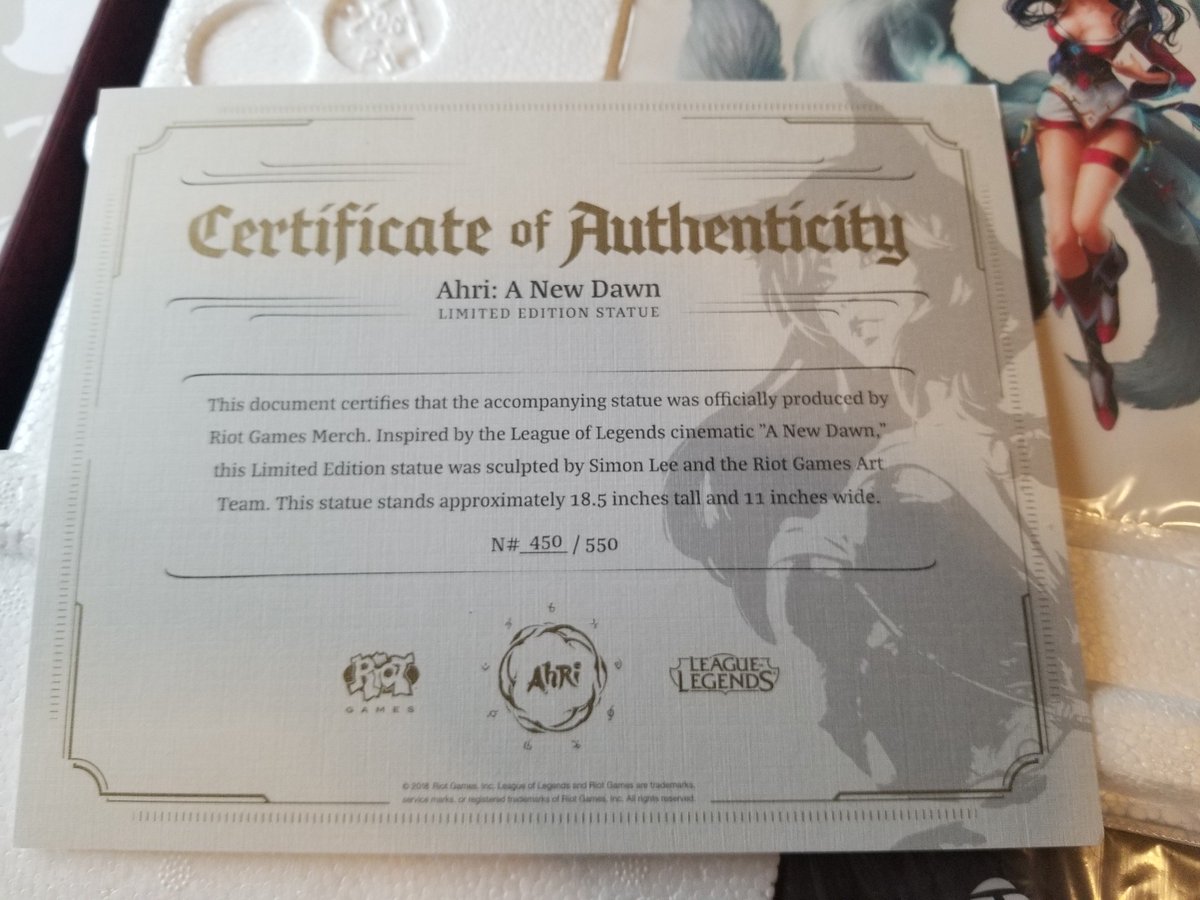 Certificate of Authenticity
Ahri: A New Dawn
LIMITED EDITION STATUE
This document certifies that the accompanying statue was officially produced by
Riot Games Merch. Inspired by the League of Legends cinematic "A New Dawn,"
this Limited Edition statue was sculpted by Simon Lee and the Riot Games Art
Team. This statue stands approximately 18.5 inches tall and 11 inches wide.
N# 450 / 550
RIOT
GAMES
AHRI
LEAGUE OF
LEGENDS
© 2018 Riot Games, Inc. League of Legends and Riot Games are trademarks,
service marks, or registered trademarks of Riot Games, Inc. All rights reserved.